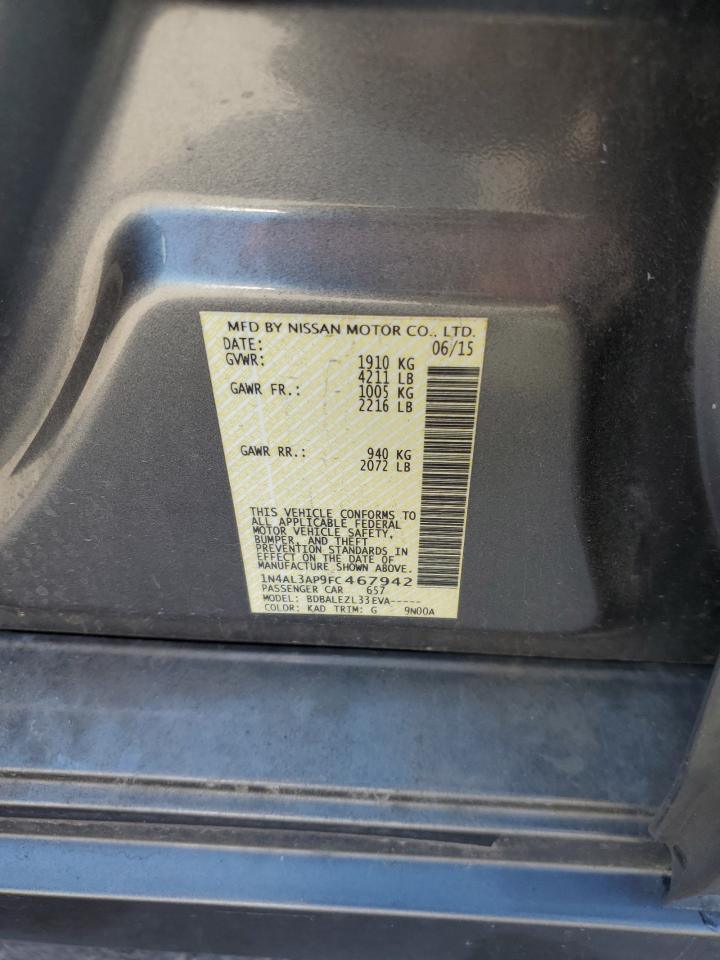 MFD BY NISSAN MOTOR CO., LTD.
DATE: 06/15
GVWR: 1910 KG
4211 LB
GAWR FR.: 1005 KG
2216 LB
GAWR RR.: 940 KG
2072 LB
THIS VEHICLE CONFORMS TO
ALL APPLICABLE FEDERAL
MOTOR VEHICLE SAFETY,
BUMPER, AND THEFT
PREVENTION STANDARDS IN
EFFECT ON THE DATE OF
MANUFACTURE SHOWN ABOVE.
1N4AL3AP9FC467942
PASSENGER CAR 657
MODEL: BDBALEZL33EVA-----
COLOR: KAD TRIM: G 9N00A